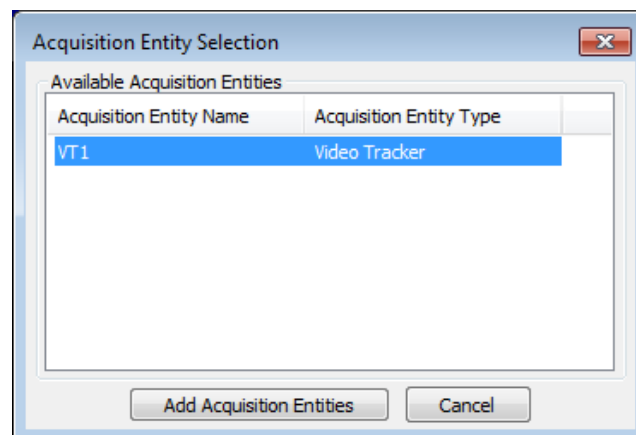 Acquisition Entity Selection
Available Acquisition Entities
Acquisition Entity Name Acquisition Entity Type
VT1 Video Tracker
Add Acquisition Entities Cancel